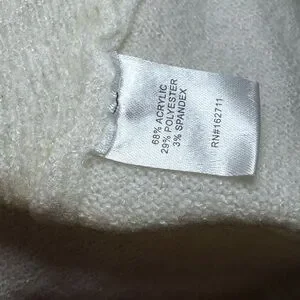 68% ACRYLIC
29% POLYESTER
3% SPANDEX
RN#162711